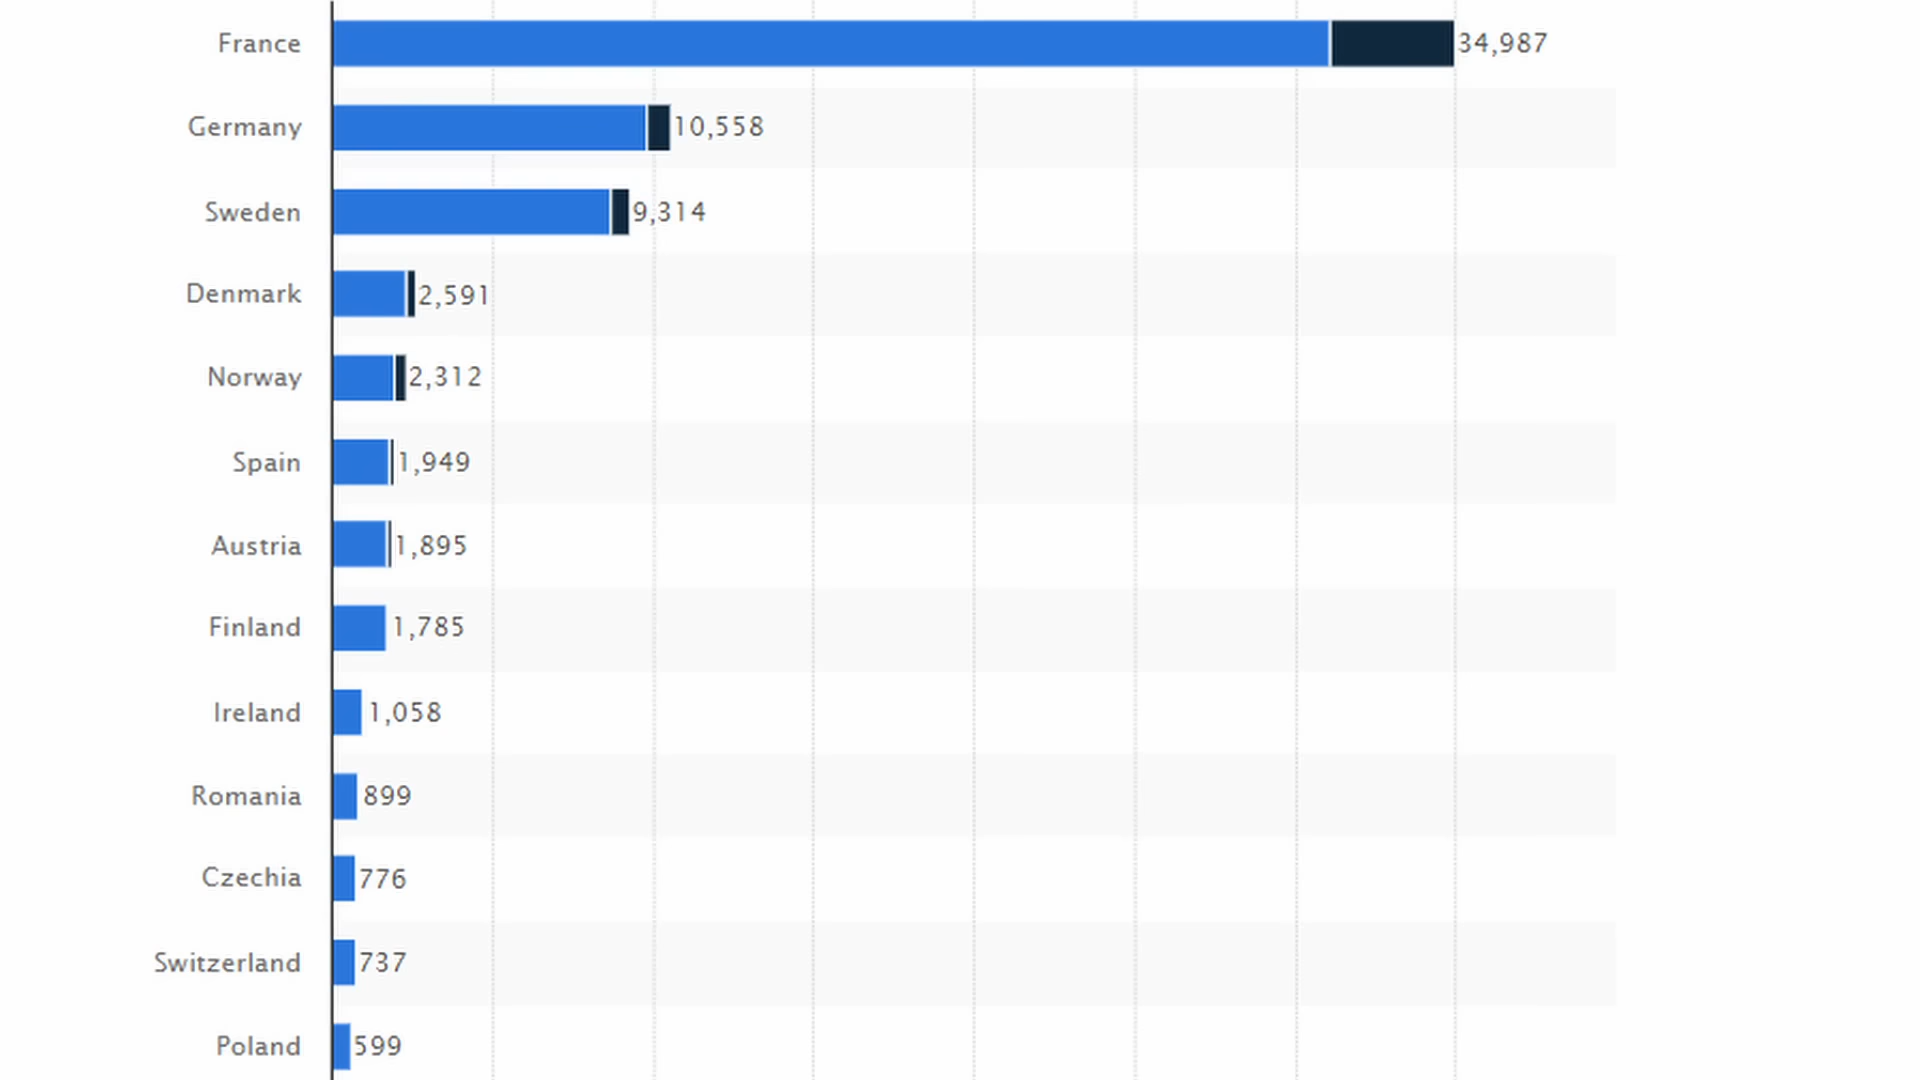 France 34,987
Germany 10,558
Sweden 9,314
Denmark 2,591
Norway 2,312
Spain 1,949
Austria 1,895
Finland 1,785
Ireland 1,058
Romania 899
Czechia 776
Switzerland 737
Poland 599